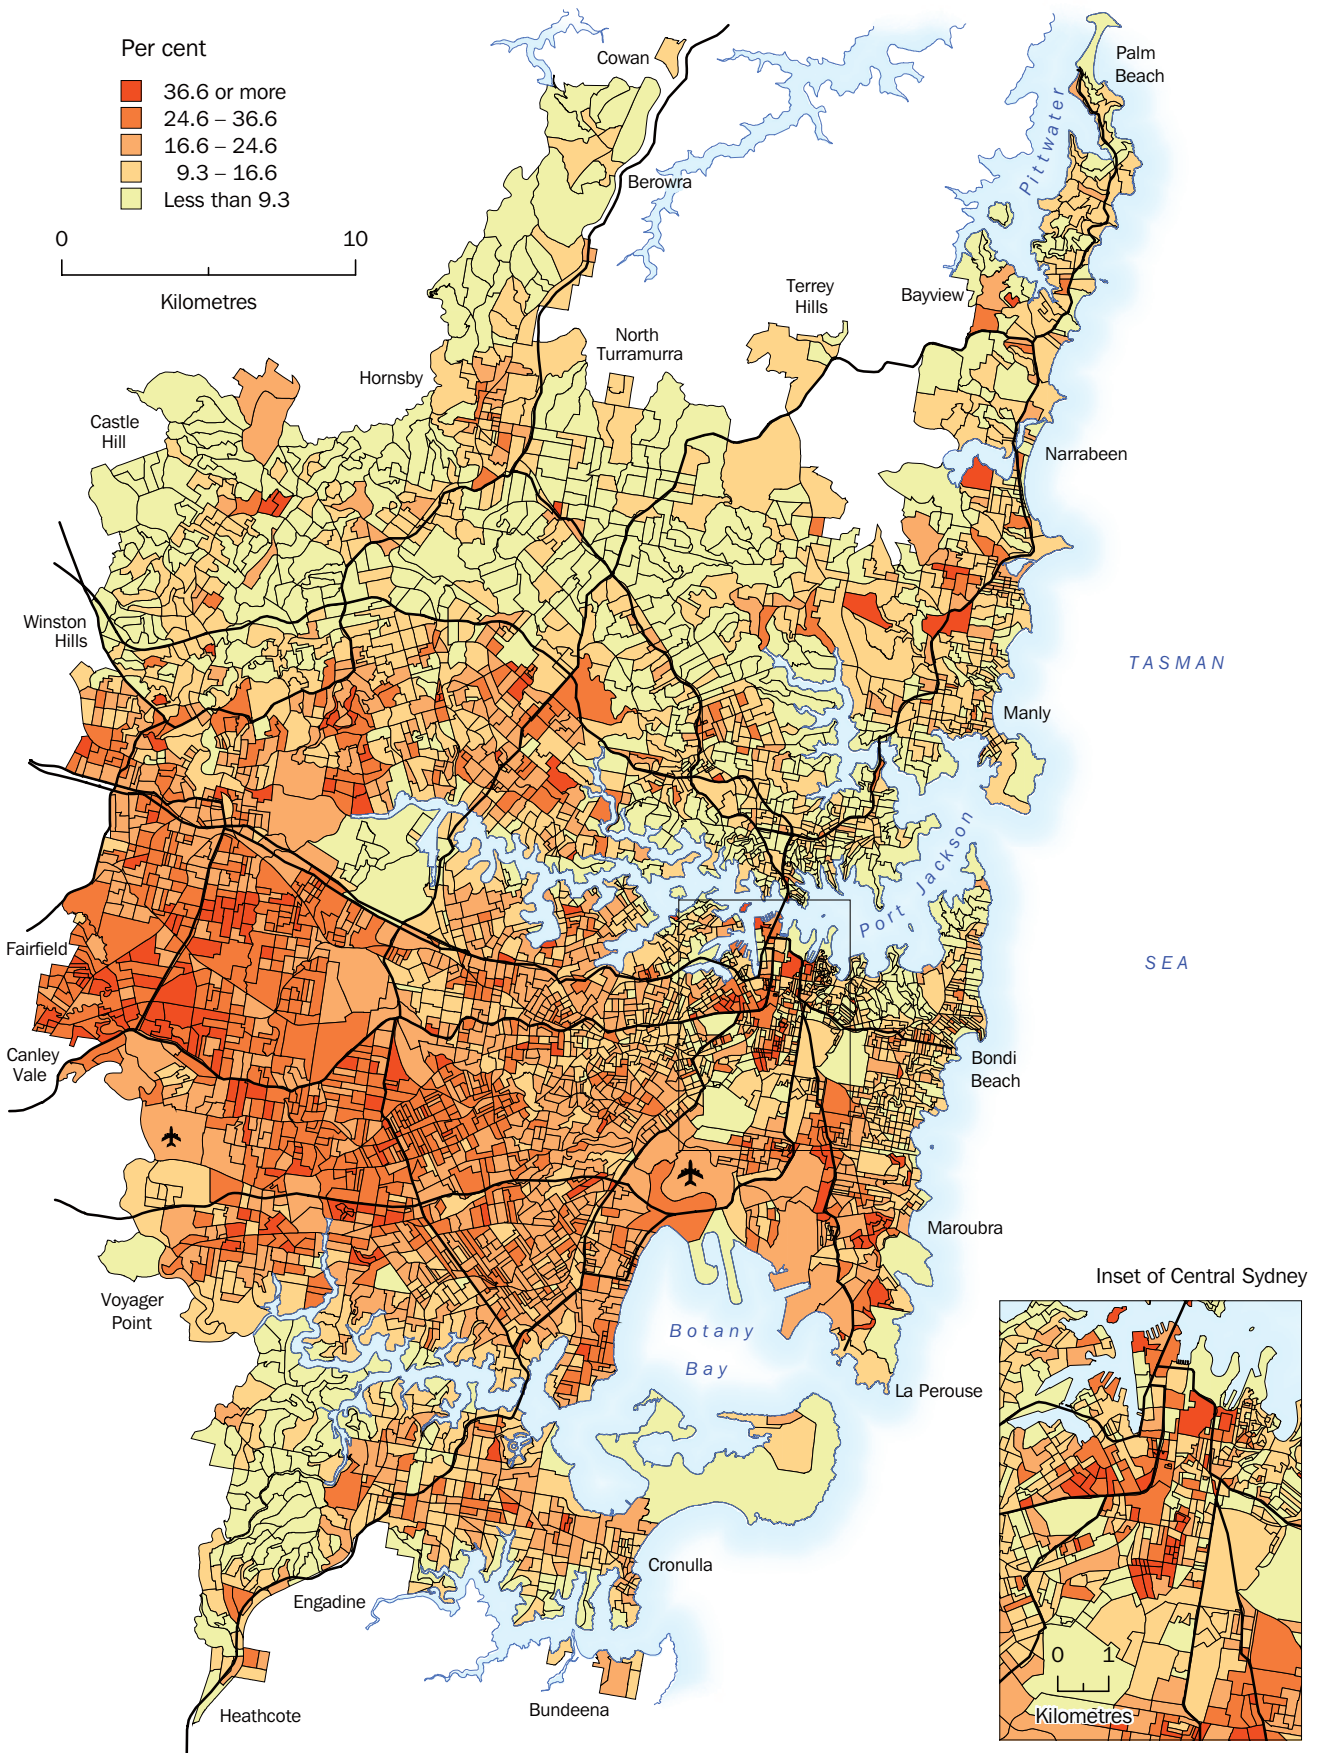 Per cent
36.6 or more
24.6 – 36.6
16.6 – 24.6
9.3 – 16.6
Less than 9.3
0 10
Kilometres
Cowan
Palm
Beach
Pittwater
Berowra
Terrey
Hills
Bayview
North
Turramurra
Hornsby
Castle
Hill
Narrabeen
Winston
Hills
TASMAN
Manly
Port Jackson
Fairfield
SEA
Canley
Vale
Bondi
Beach
Maroubra
Voyager
Point
Botany
Bay
La Perouse
Cronulla
Engadine
Heathcote
Bundeena
Inset of Central Sydney
0 1
Kilometres